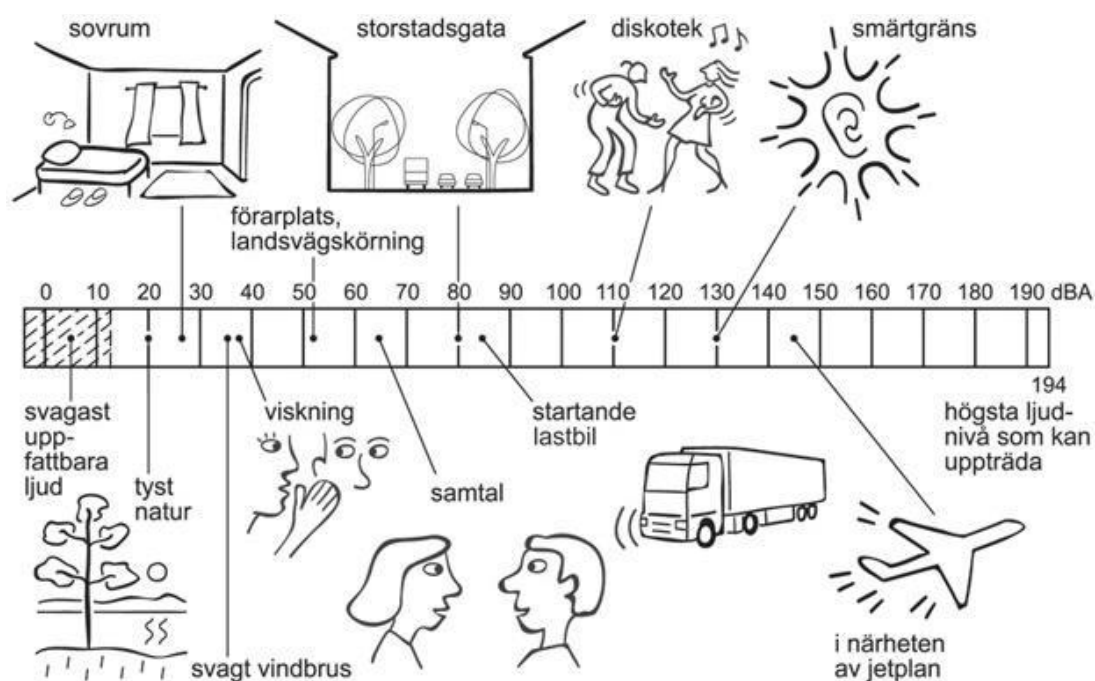 sovrum
storstadsgata
diskotek
smärtgräns
förarplats,
landsvägskörning
0 10 20 30 40 50 60 70 80 90 100 110 120 130 140 150 160 170 180 190 dBA
194
svagast
upp-
fattbara
ljud
tyst
natur
svagt vindbrus
viskning
samtal
startande
lastbil
högsta ljud-
nivå som kan
uppträda
i närheten
av jetplan